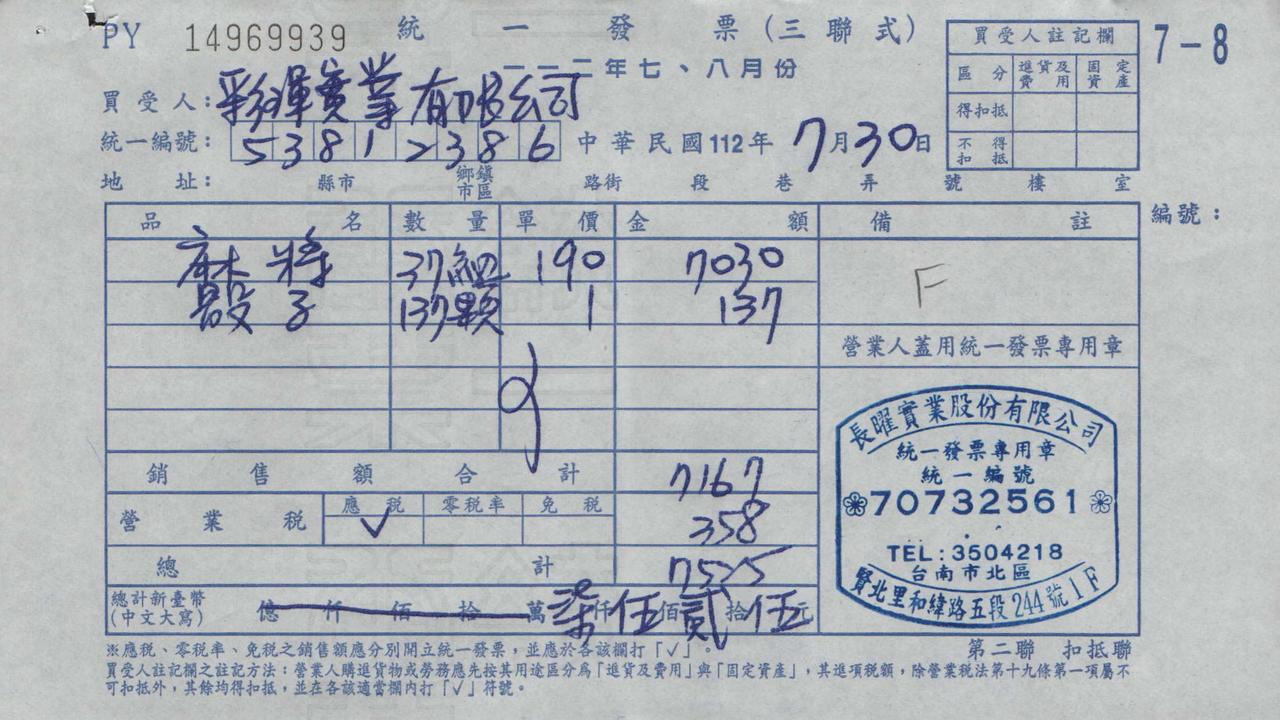 PY 14969939 統一發票(三聯式)
7-8
一一二年七、八月份
買受人註記欄
區分 進貨及費用 固定資產
得扣抵
不得扣抵
買受人:彩暉實業有限公司
統一編號:53812386 中華民國112年7月30日
地址: 縣市 鄉鎮市區 路街 段 巷 弄 號 樓 室
編號:
品名 數量 單價 金額 備註
麻將 37組 190 7030
F
骰子 137顆 1 137
營業人蓋用統一發票專用章
銷售額合計 7167
營業稅 應稅 ✓ 零稅率 免稅 358
總計 7525
總計新臺幣(中文大寫) 億仟佰拾萬柒仟伍佰貳拾伍元
長曜實業股份有限公司
統一發票專用章
統一編號
70732561
TEL:3504218
台南市北區
賢北里和緯路五段244號1F
※應稅、零稅率、免稅之銷售額應分別開立統一發票,並應於各該欄打「✓」。
第二聯 扣抵聯
買受人註記欄之註記方法:營業人購進貨物或勞務應先按其用途區分為「進貨及費用」與「固定資產」,其進項稅額,除營業稅法第十九條第一項屬不
可扣抵外,其餘均得扣抵,並在各該適當欄內打「✓」符號。